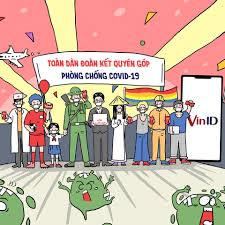 TOÀN DÂN ĐOÀN KẾT QUYÊN GÓP
PHÒNG CHỐNG COVID-19
VinID